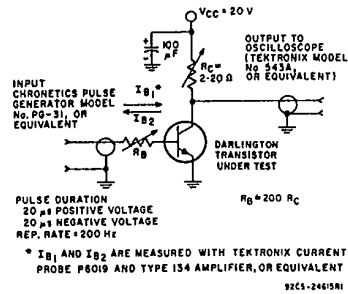 VCC = 20 V
+
100
µF
RC =
2-20 Ω
OUTPUT TO
OSCILLOSCOPE
(TEKTRONIX MODEL
No 543A,
OR EQUIVALENT)
INPUT
CHRONETICS PULSE
GENERATOR MODEL
No. PG-31, OR
EQUIVALENT
IB1*
IB2
RB
DARLINGTON
TRANSISTOR
UNDER TEST
PULSE DURATION
20 µs POSITIVE VOLTAGE
20 µs NEGATIVE VOLTAGE
REP. RATE = 200 Hz
RB = 200 RC
* IB1 AND IB2 ARE MEASURED WITH TEKTRONIX CURRENT
PROBE P6019 AND TYPE 134 AMPLIFIER, OR EQUIVALENT
92CS-24615R1